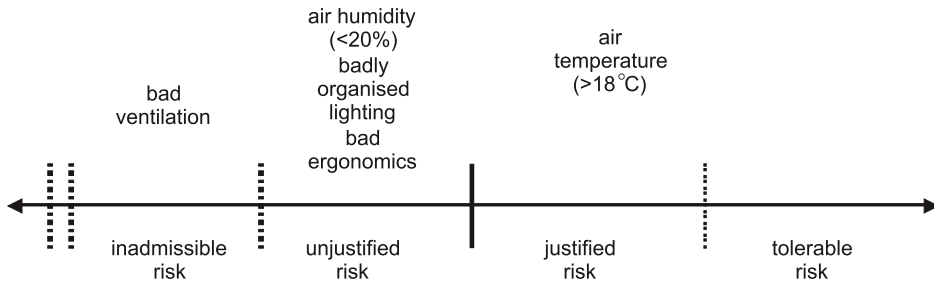 bad
ventilation
air humidity
(<20%)
badly
organised
lighting
bad
ergonomics
air
temperature
(>18°C)
inadmissible
risk
unjustified
risk
justified
risk
tolerable
risk